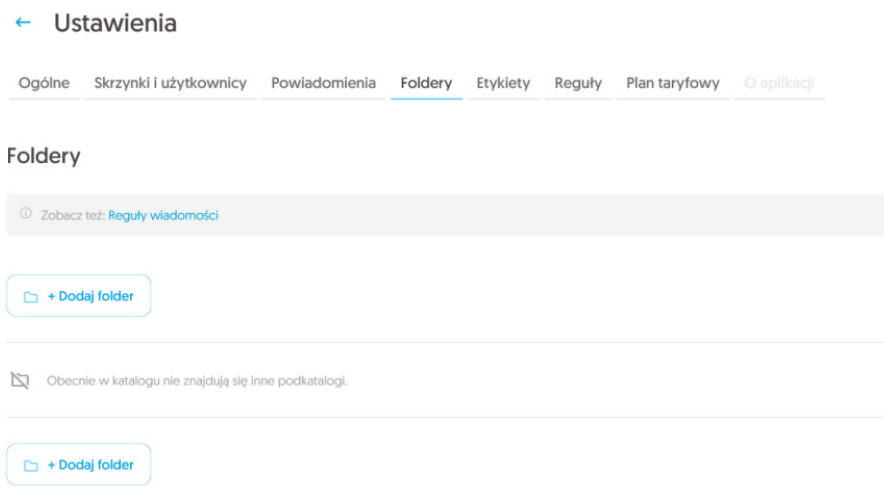 ← Ustawienia
Ogólne Skrzynki i użytkownicy Powiadomienia Foldery Etykiety Reguły Plan taryfowy O aplikacji
Foldery
Zobacz też: Reguły wiadomości
+ Dodaj folder
Obecnie w katalogu nie znajdują się inne podkatalogi.
+ Dodaj folder